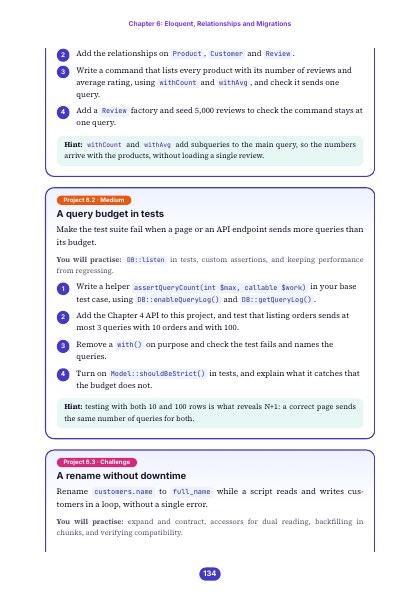 Chapter 6: Eloquent, Relationships and Migrations
2 Add the relationships on Product, Customer and Review.
3 Write a command that lists every product with its number of reviews and
average rating, using withCount and withAvg, and check it sends one
query.
4 Add a Review factory and seed 5,000 reviews to check the command stays at
one query.
Hint: withCount and withAvg add subqueries to the main query, so the numbers
arrive with the products, without loading a single review.
Project 6.2 · Medium
A query budget in tests
Make the test suite fail when a page or an API endpoint sends more queries than
its budget.
You will practise: DB::listen in tests, custom assertions, and keeping performance
from regressing.
1 Write a helper assertQueryCount(int $max, callable $work) in your base
test case, using DB::enableQueryLog() and DB::getQueryLog().
2 Add the Chapter 4 API to this project, and test that listing orders sends at
most 3 queries with 10 orders and with 100.
3 Remove a with() on purpose and check the test fails and names the
queries.
4 Turn on Model::shouldBeStrict() in tests, and explain what it catches that
the budget does not.
Hint: testing with both 10 and 100 rows is what reveals N+1: a correct page sends
the same number of queries for both.
Project 6.3 · Challenge
A rename without downtime
Rename customers.name to full_name while a script reads and writes cus-
tomers in a loop, without a single error.
You will practise: expand and contract, accessors for dual reading, backfilling in
chunks, and verifying compatibility.
134